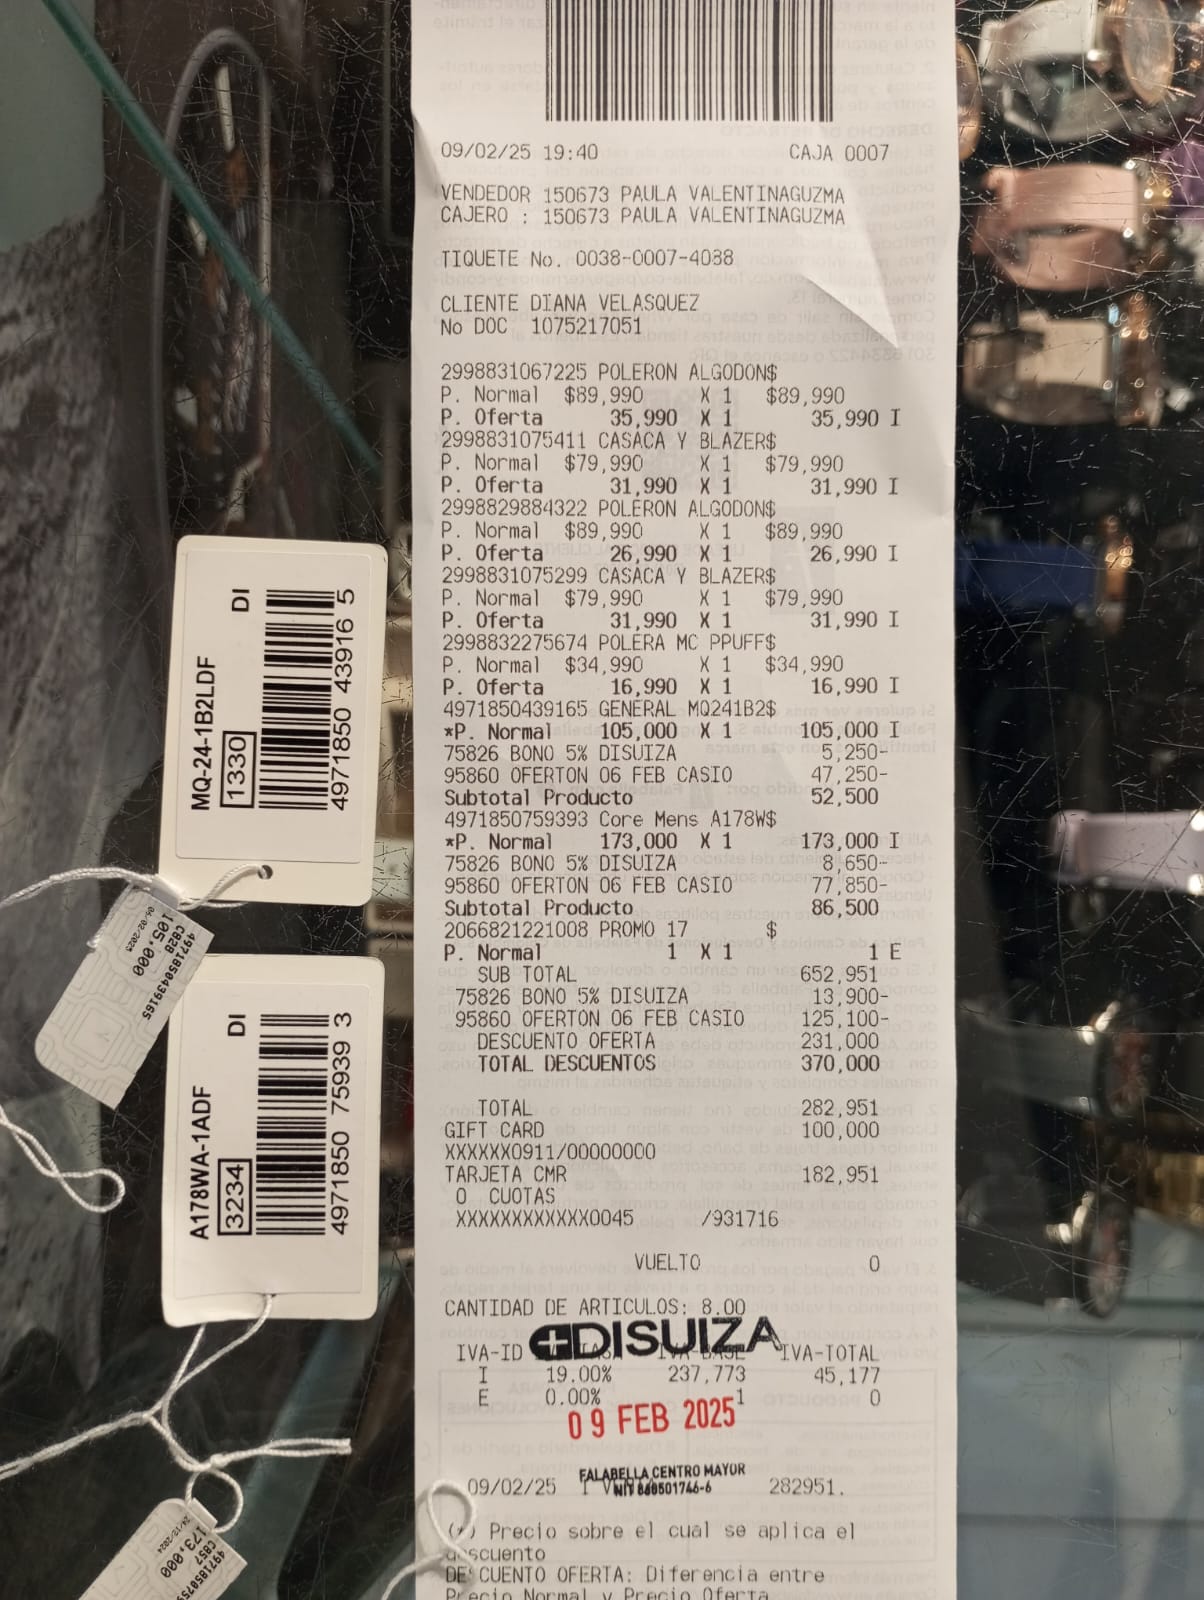 09/02/25 19:40 CAJA 0007
VENDEDOR 150673 PAULA VALENTINAGUZMA
CAJERO : 150673 PAULA VALENTINAGUZMA
TIQUETE No. 0038-0007-4038
CLIENTE DIANA VELASQUEZ
No DOC 1075217051
2998831067225 POLERON ALGODON$
P. Normal $89,990 X 1 $89,990
P. Oferta 35,990 X 1 35,990 I
2998831075411 CASACA Y BLAZER$
P. Normal $79,990 X 1 $79,990
P. Oferta 31,990 X 1 31,990 I
2998829884322 POLERON ALGODON$
P. Normal $89,990 X 1 $89,990
P. Oferta 26,990 X 1 26,990 I
2998831075299 CASACA Y BLAZER$
P. Normal $79,990 X 1 $79,990
P. Oferta 31,990 X 1 31,990 I
2998832275674 POLERA MC PPUFF$
P. Normal $34,990 X 1 $34,990
P. Oferta 16,990 X 1 16,990 I
4971850439165 GENERAL MQ241B2$
*P. Normal 105,000 X 1 105,000 I
75826 BONO 5% DISUIZA 5,250-
95860 OFERTON 06 FEB CASIO 47,250-
Subtotal Producto 52,500
4971850759393 Core Mens A178W$
*P. Normal 173,000 X 1 173,000 I
75826 BONO 5% DISUIZA 8,650-
95860 OFERTON 06 FEB CASIO 77,850-
Subtotal Producto 86,500
2066821221008 PROMO 17 $
P. Normal 1 X 1 1 E
SUB TOTAL 652,951
75826 BONO 5% DISUIZA 13,900-
95860 OFERTON 06 FEB CASIO 125,100-
DESCUENTO OFERTA 231,000
TOTAL DESCUENTOS 370,000
TOTAL 282,951
GIFT CARD 100,000
XXXXXX0911/00000000
TARJETA CMR 182,951
0 CUOTAS
XXXXXXXXXXXX0045 /931716
VUELTO 0
CANTIDAD DE ARTICULOS: 8.00
DISUIZA
IVA-ID IVA-BASE IVA-TOTAL
I 19.00% 237,773 45,177
E 0.00% 1 0
09 FEB 2025
FALABELLA CENTRO MAYOR
09/02/25 282951.
(*) Precio sobre el cual se aplica el
descuento
DESCUENTO OFERTA: Diferencia entre
Precio Normal y Precio Oferta
MQ-24-1B2LDF DI
1330
4971850 43916 5
4971850439165
C828
105,000
06-02-2025
A178WA-1ADF DI
3234
4971850 75939 3
C857
173,000
24-12-2024